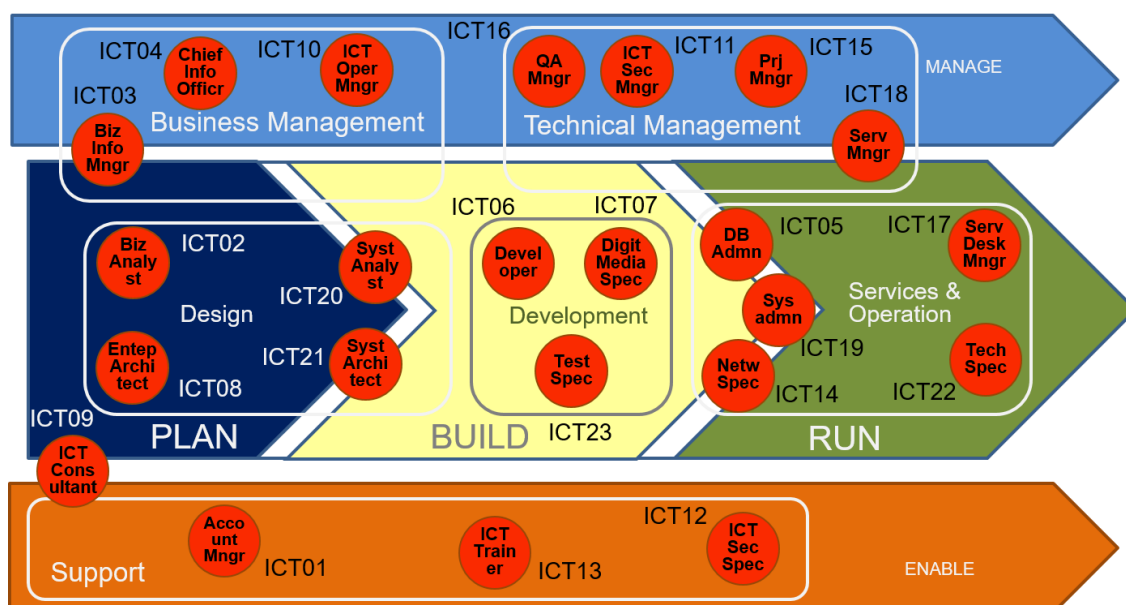 ICT04
Chief
Info
Officr
ICT10
ICT
Oper
Mngr
ICT16
QA
Mngr
ICT
Sec
Mngr
ICT11
Prj
Mngr
ICT15
MANAGE
ICT03
Biz
Info
Mngr
Business Management
Technical Management
ICT18
Serv
Mngr
Biz
Analy
st
ICT02
Syst
Analy
st
ICT20
Design
Entep
Archi
tect
ICT08
ICT21
Syst
Archi
tect
PLAN
ICT06
Devel
oper
ICT07
Digit
Media
Spec
Development
Test
Spec
ICT23
BUILD
DB
Admn
ICT05
ICT17
Serv
Desk
Mngr
Sys
admn
ICT19
Services &
Operation
Netw
Spec
ICT14
ICT22
Tech
Spec
RUN
ICT09
ICT
Cons
ultant
Support
Acco
unt
Mngr
ICT01
ICT
Train
er
ICT13
ICT12
ICT
Sec
Spec
ENABLE